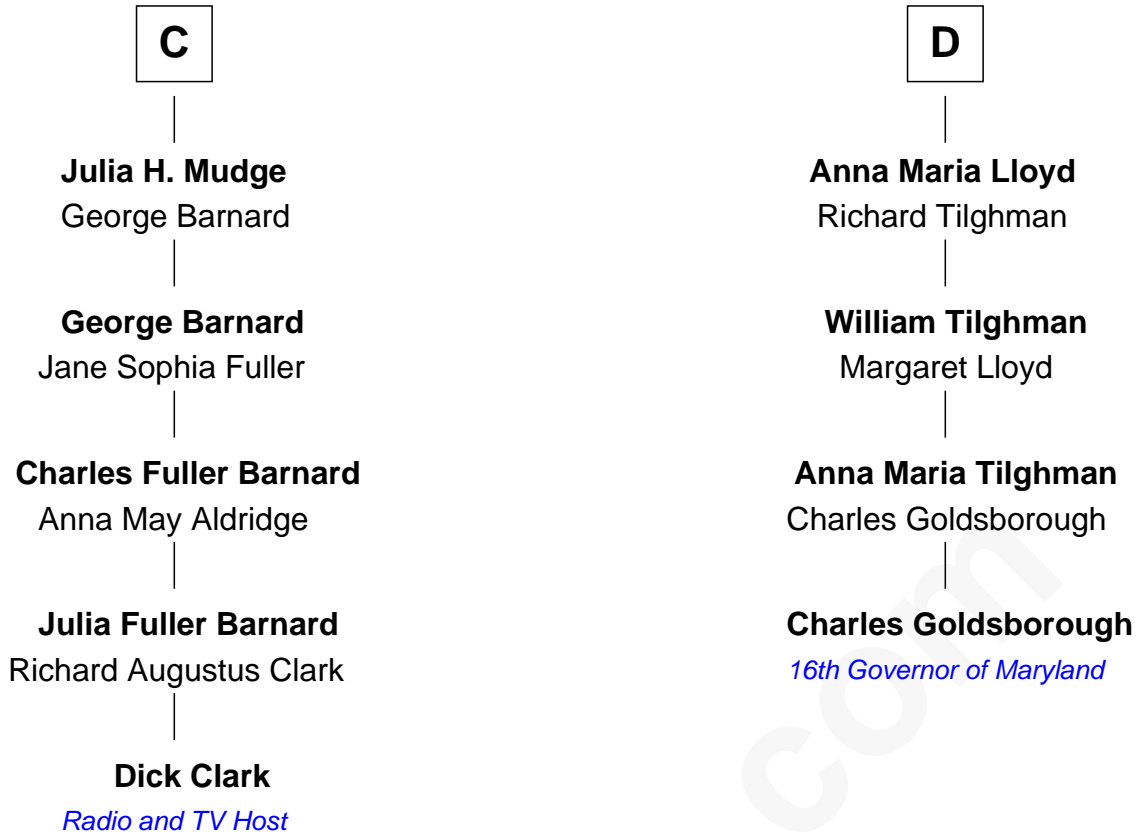 C
Julia H. Mudge
George Barnard
George Barnard
Jane Sophia Fuller
Charles Fuller Barnard
Anna May Aldridge
Julia Fuller Barnard
Richard Augustus Clark
Dick Clark
Radio and TV Host
D
Anna Maria Lloyd
Richard Tilghman
William Tilghman
Margaret Lloyd
Anna Maria Tilghman
Charles Goldsborough
Charles Goldsborough
16th Governor of Maryland
com